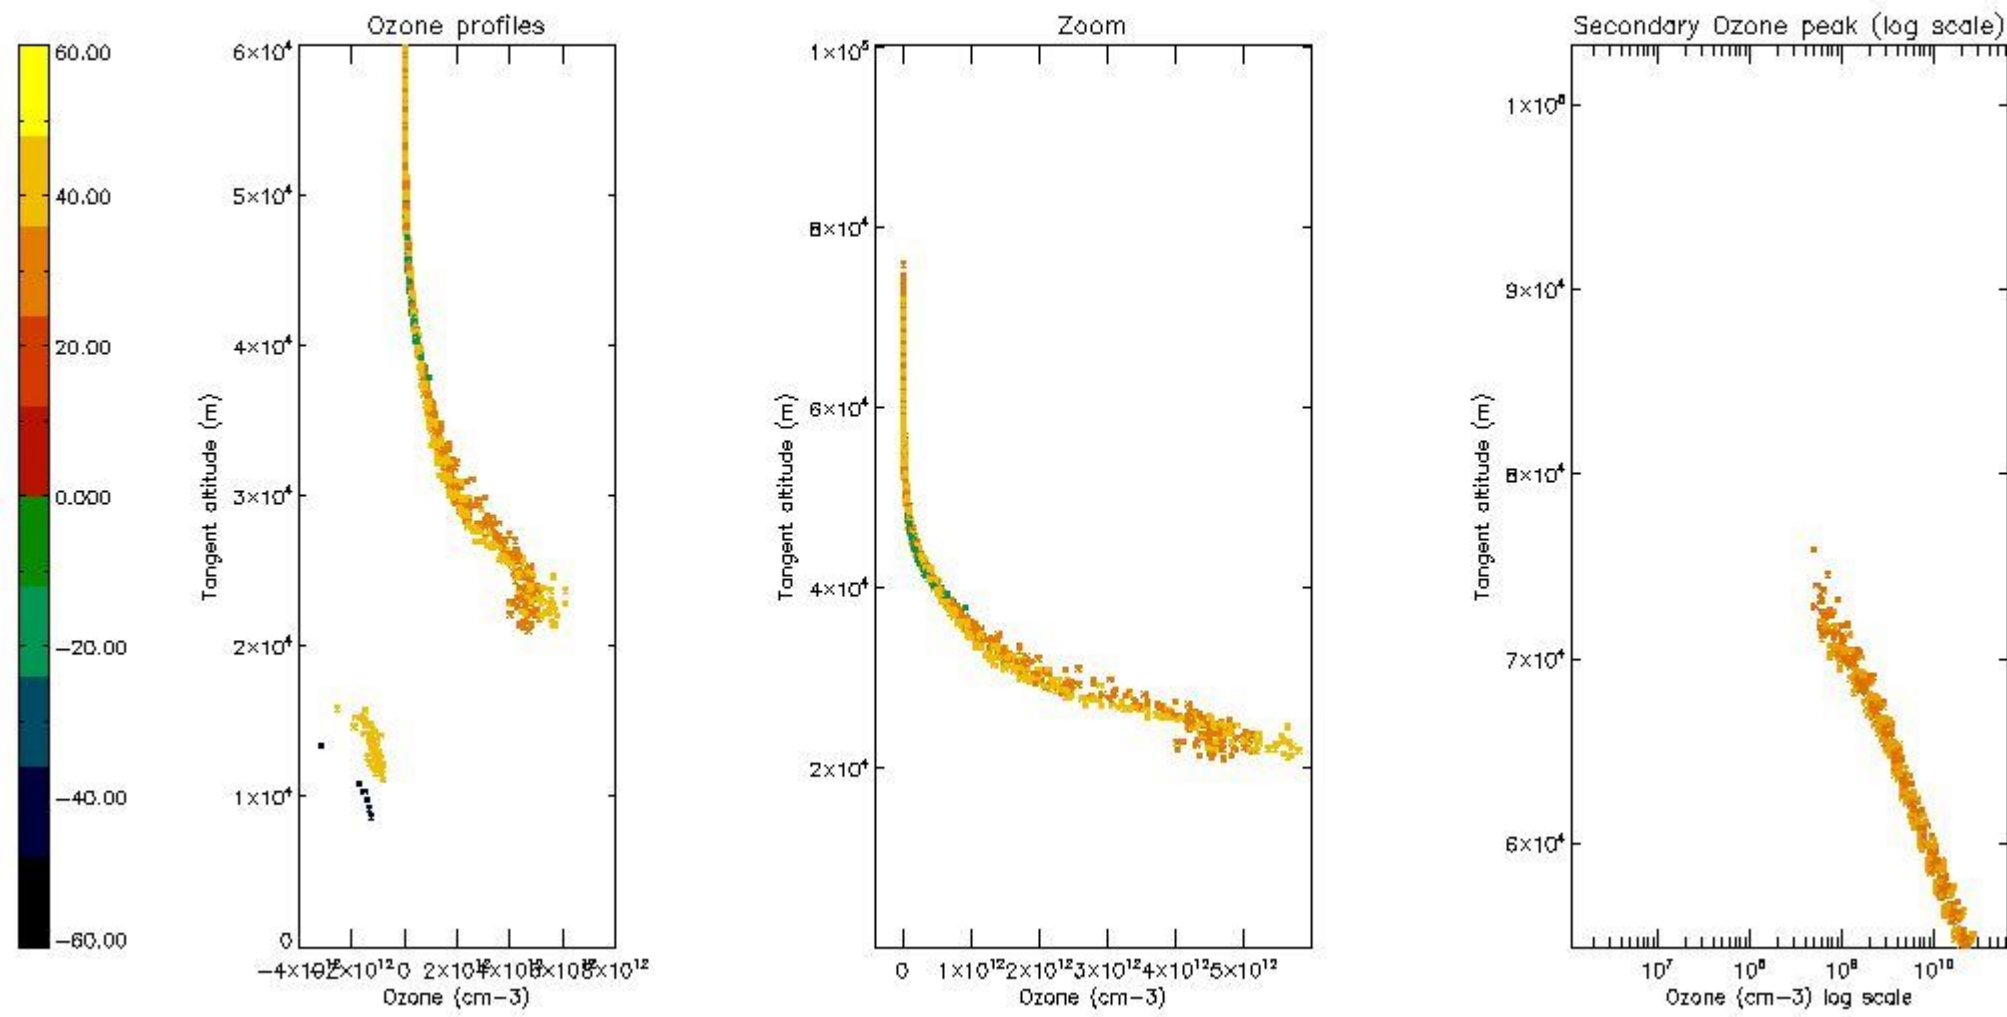 Ozone profiles
Zoom
Secondary Ozone peak (log scale)
60.00
40.00
20.00
−20.00
−40.00
−60.00
6×10⁴
5×10⁴
4×10⁴
3×10⁴
2×10⁴
1×10⁴
0
Tangent altitude (m)
0
Ozone (cm−3)
1×10⁵
8×10⁴
6×10⁴
4×10⁴
2×10⁴
Tangent altitude (m)
0 1×10¹² 2×10¹² 3×10¹² 4×10¹² 5×10¹²
Ozone (cm−3)
9×10⁴
8×10⁴
7×10⁴
6×10⁴
Tangent altitude (m)
10⁷ 10⁸ 10⁹ 10¹⁰
Ozone (cm−3) log scale